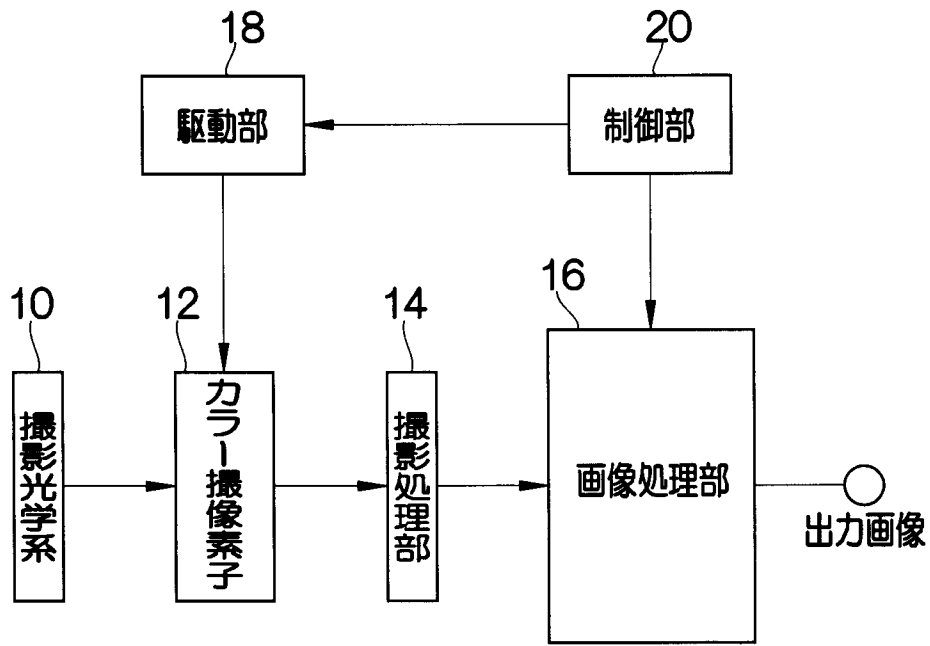 18
20
駆動部
制御部
10
12
14
16
撮影光学系
カラー撮像素子
撮影処理部
画像処理部
出力画像